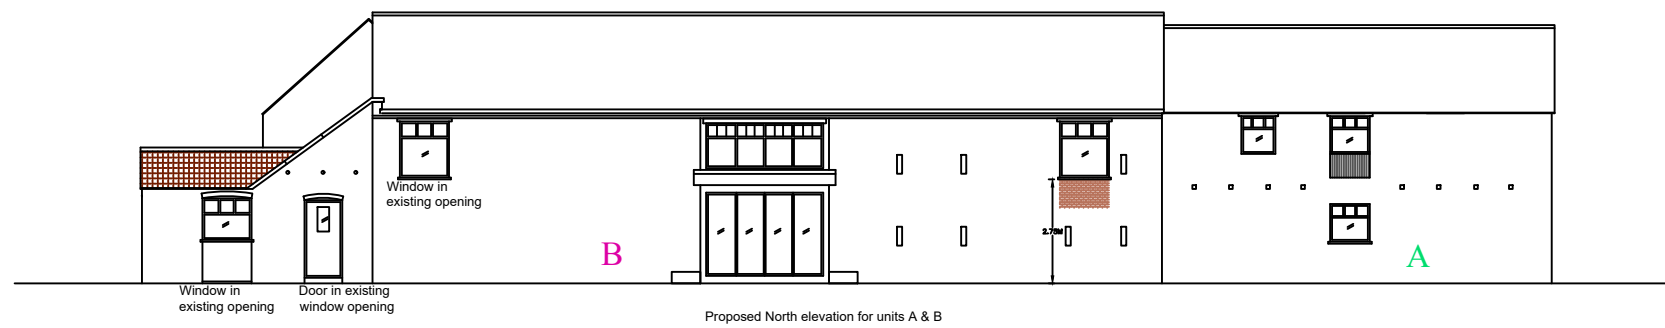 Window in
existing opening
B
2.75M
A
Window in
existing opening
Door in existing
window opening
Proposed North elevation for units A & B